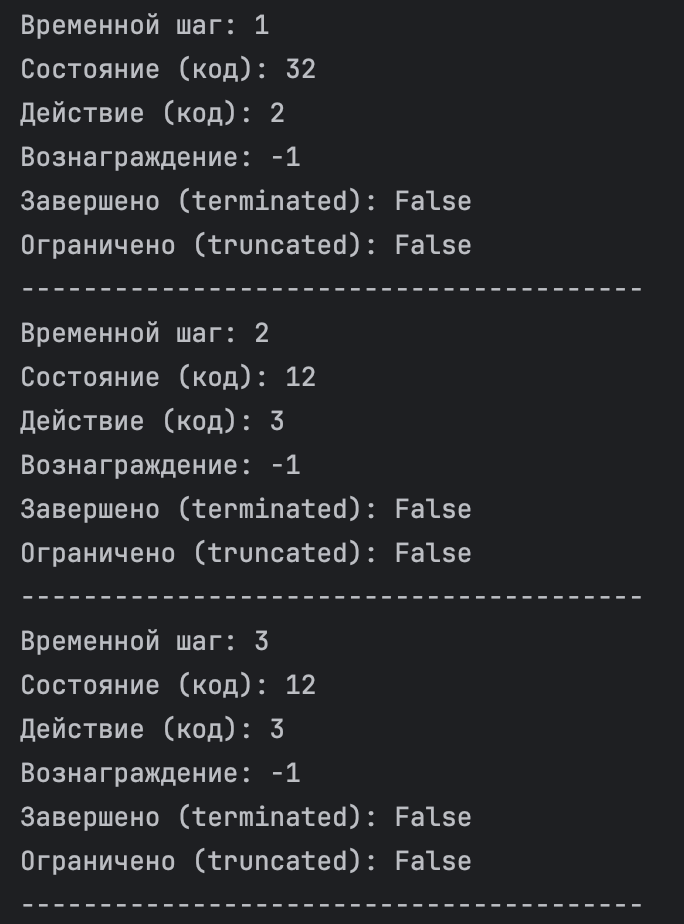 Временной шаг: 1
Состояние (код): 32
Действие (код): 2
Вознаграждение: -1
Завершено (terminated): False
Ограничено (truncated): False
----------------------------------------
Временной шаг: 2
Состояние (код): 12
Действие (код): 3
Вознаграждение: -1
Завершено (terminated): False
Ограничено (truncated): False
----------------------------------------
Временной шаг: 3
Состояние (код): 12
Действие (код): 3
Вознаграждение: -1
Завершено (terminated): False
Ограничено (truncated): False
----------------------------------------